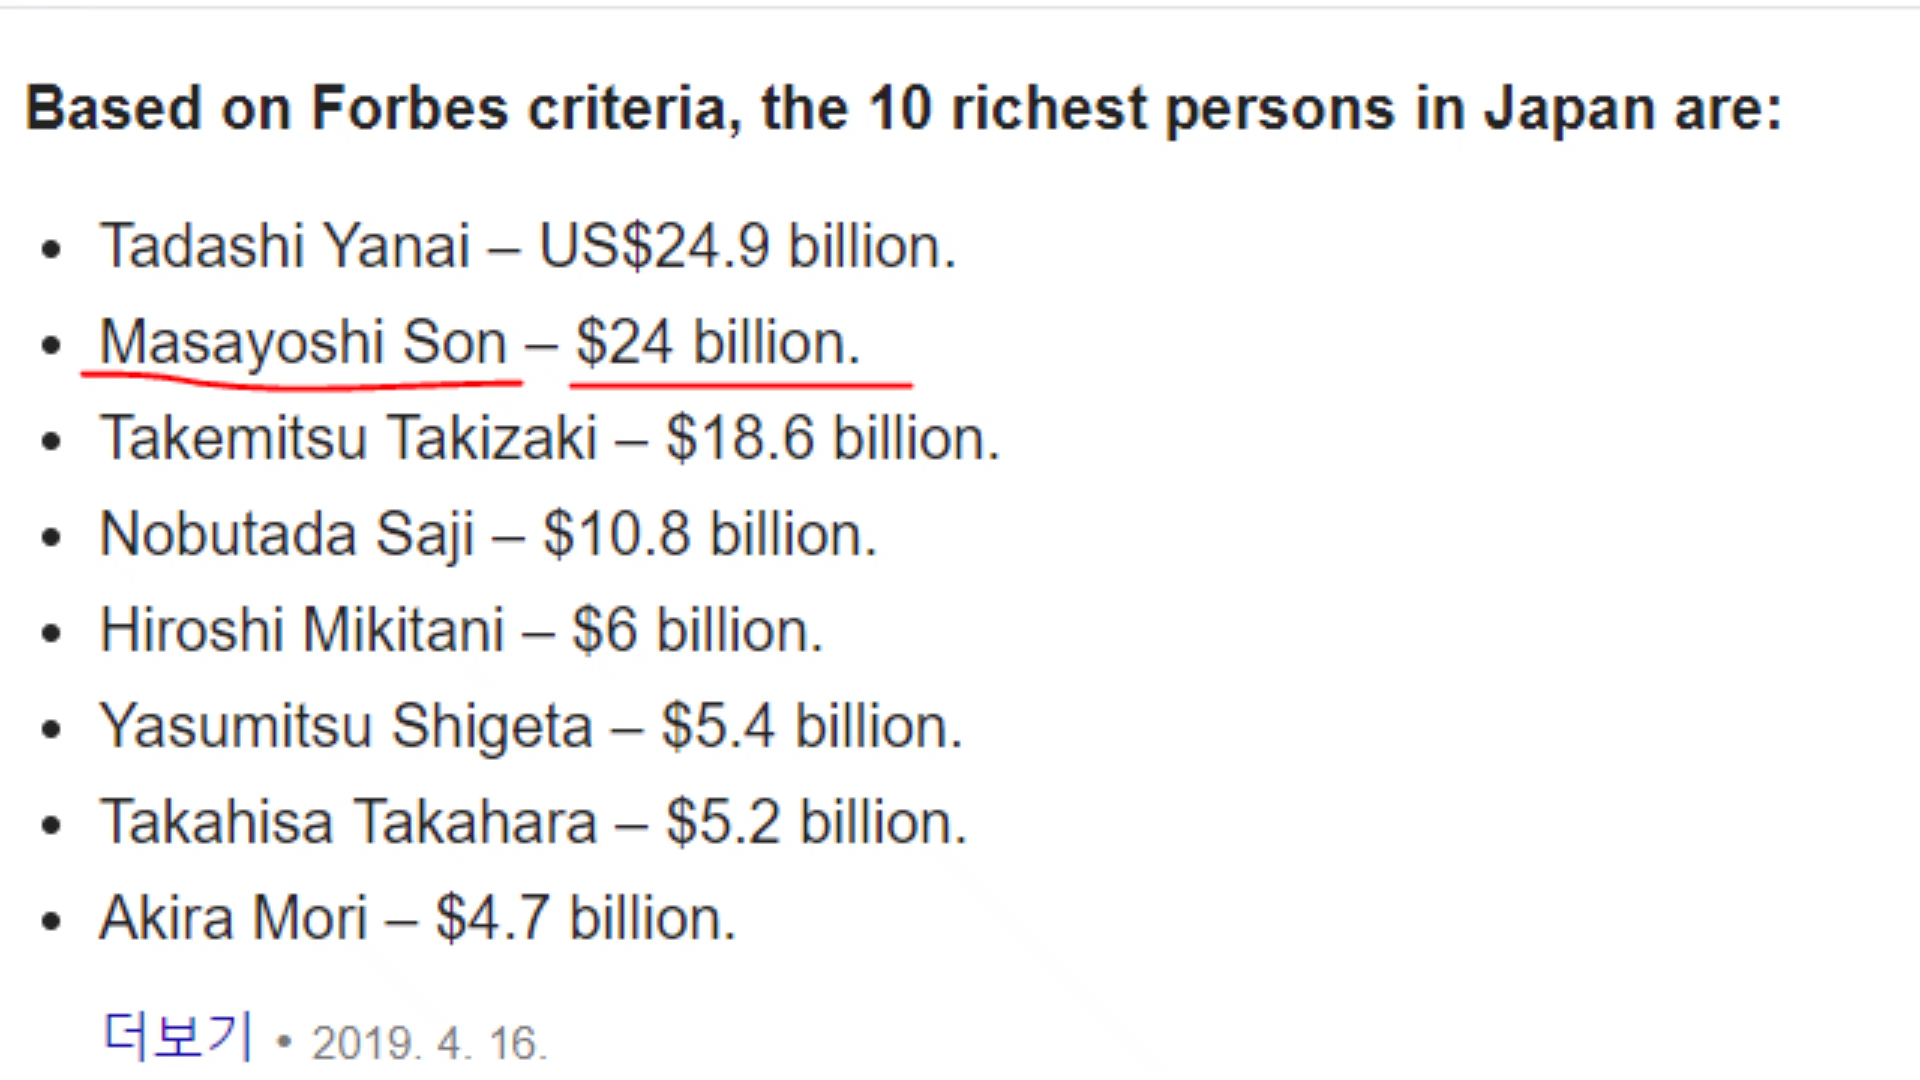 Based on Forbes criteria, the 10 richest persons in Japan are:
• Tadashi Yanai – US$24.9 billion.
• Masayoshi Son – $24 billion.
• Takemitsu Takizaki – $18.6 billion.
• Nobutada Saji – $10.8 billion.
• Hiroshi Mikitani – $6 billion.
• Yasumitsu Shigeta – $5.4 billion.
• Takahisa Takahara – $5.2 billion.
• Akira Mori – $4.7 billion.
더보기 • 2019. 4. 16.